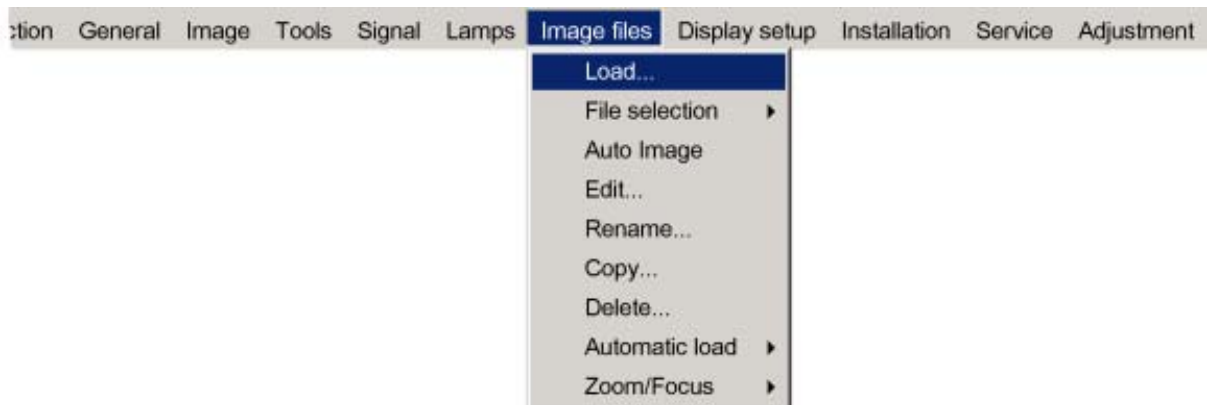 ction General Image Tools Signal Lamps Image files Display setup Installation Service Adjustment
Load...
File selection
Auto Image
Edit...
Rename...
Copy...
Delete...
Automatic load
Zoom/Focus